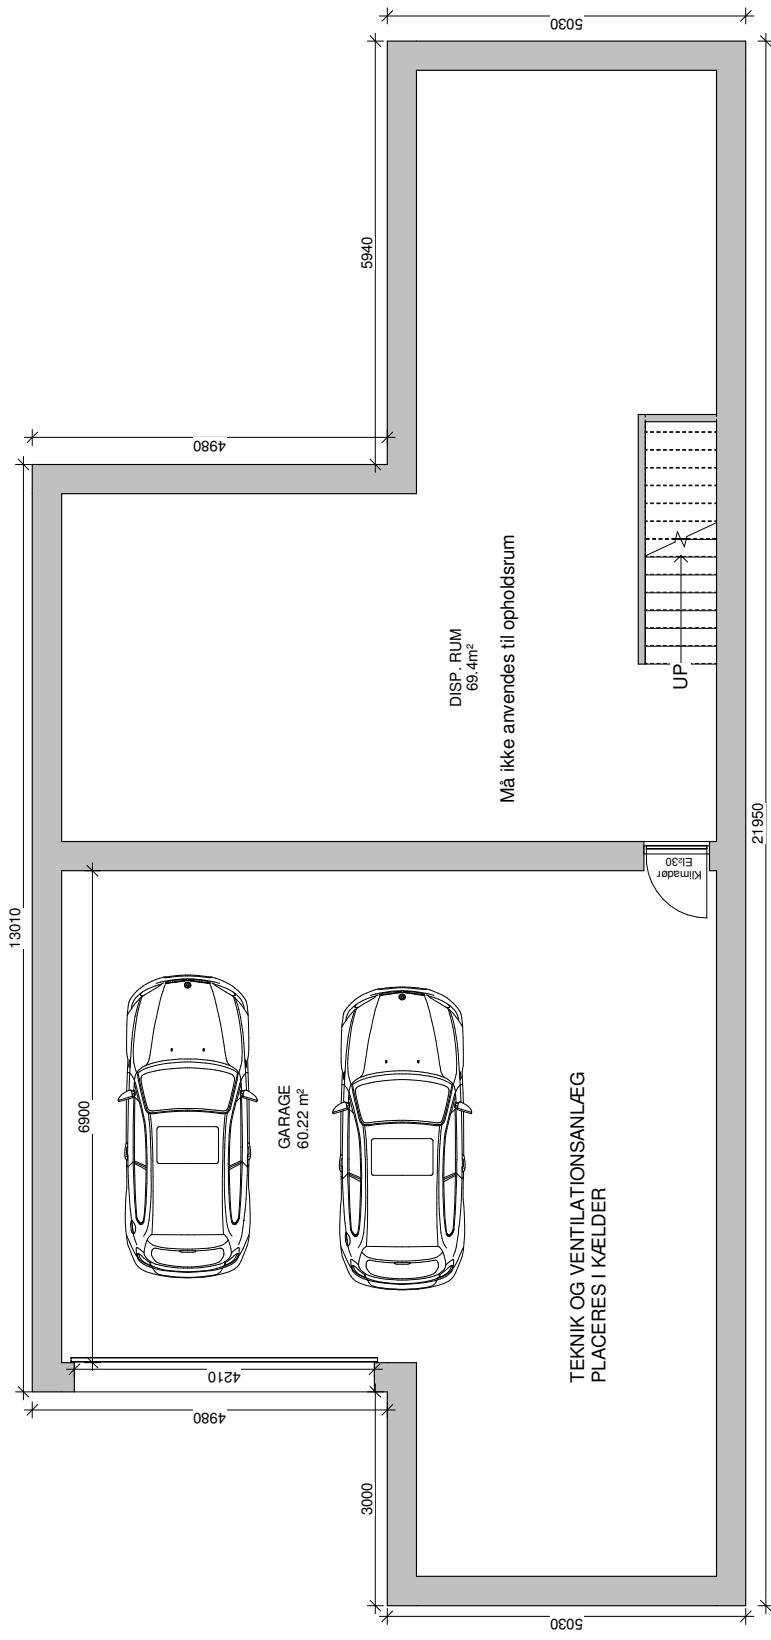 5030
5940
4980
13010
DISP. RUM
69.4m²
Må ikke anvendes til opholdsrum
UP
21950
Klimadør
EI₂30
6900
GARAGE
60.22 m²
TEKNIK OG VENTILATIONSANLÆG
PLACERES I KÆLDER
4210
4980
3000
5030